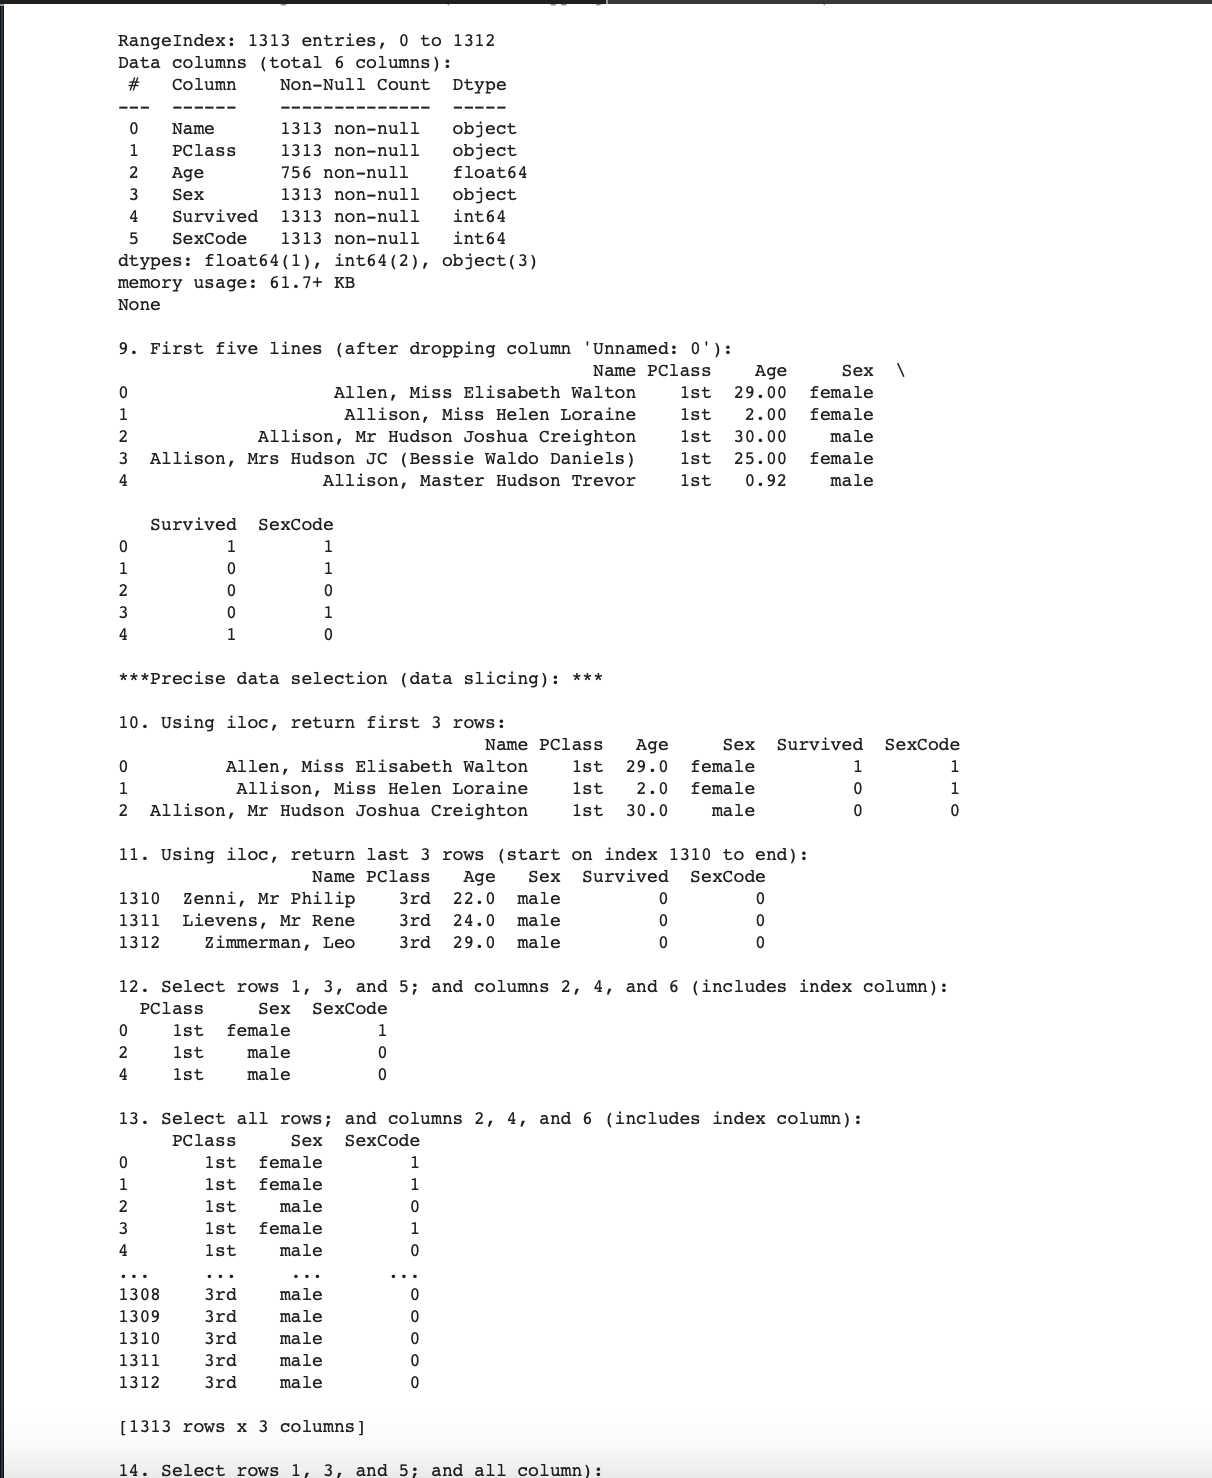 RangeIndex: 1313 entries, 0 to 1312
Data columns (total 6 columns):
 #   Column    Non-Null Count  Dtype
---  ------    --------------  -----
 0   Name      1313 non-null   object
 1   PClass    1313 non-null   object
 2   Age       756 non-null    float64
 3   Sex       1313 non-null   object
 4   Survived  1313 non-null   int64
 5   SexCode   1313 non-null   int64
dtypes: float64(1), int64(2), object(3)
memory usage: 61.7+ KB
None

9. First five lines (after dropping column 'Unnamed: 0'):
                                            Name PClass    Age     Sex  \
0                   Allen, Miss Elisabeth Walton    1st  29.00  female
1                    Allison, Miss Helen Loraine    1st   2.00  female
2            Allison, Mr Hudson Joshua Creighton    1st  30.00    male
3  Allison, Mrs Hudson JC (Bessie Waldo Daniels)    1st  25.00  female
4                  Allison, Master Hudson Trevor    1st   0.92    male

   Survived  SexCode
0         1        1
1         0        1
2         0        0
3         0        1
4         1        0

***Precise data selection (data slicing): ***

10. Using iloc, return first 3 rows:
                                  Name PClass   Age     Sex  Survived  SexCode
0         Allen, Miss Elisabeth Walton    1st  29.0  female         1        1
1          Allison, Miss Helen Loraine    1st   2.0  female         0        1
2  Allison, Mr Hudson Joshua Creighton    1st  30.0    male         0        0

11. Using iloc, return last 3 rows (start on index 1310 to end):
                  Name PClass   Age   Sex  Survived  SexCode
1310  Zenni, Mr Philip    3rd  22.0  male         0        0
1311  Lievens, Mr Rene    3rd  24.0  male         0        0
1312    Zimmerman, Leo    3rd  29.0  male         0        0

12. Select rows 1, 3, and 5; and columns 2, 4, and 6 (includes index column):
  PClass     Sex  SexCode
0    1st  female        1
2    1st    male        0
4    1st    male        0

13. Select all rows; and columns 2, 4, and 6 (includes index column):
     PClass     Sex  SexCode
0       1st  female        1
1       1st  female        1
2       1st    male        0
3       1st  female        1
4       1st    male        0
...     ...     ...      ...
1308    3rd    male        0
1309    3rd    male        0
1310    3rd    male        0
1311    3rd    male        0
1312    3rd    male        0

[1313 rows x 3 columns]

14. Select rows 1, 3, and 5; and all column):